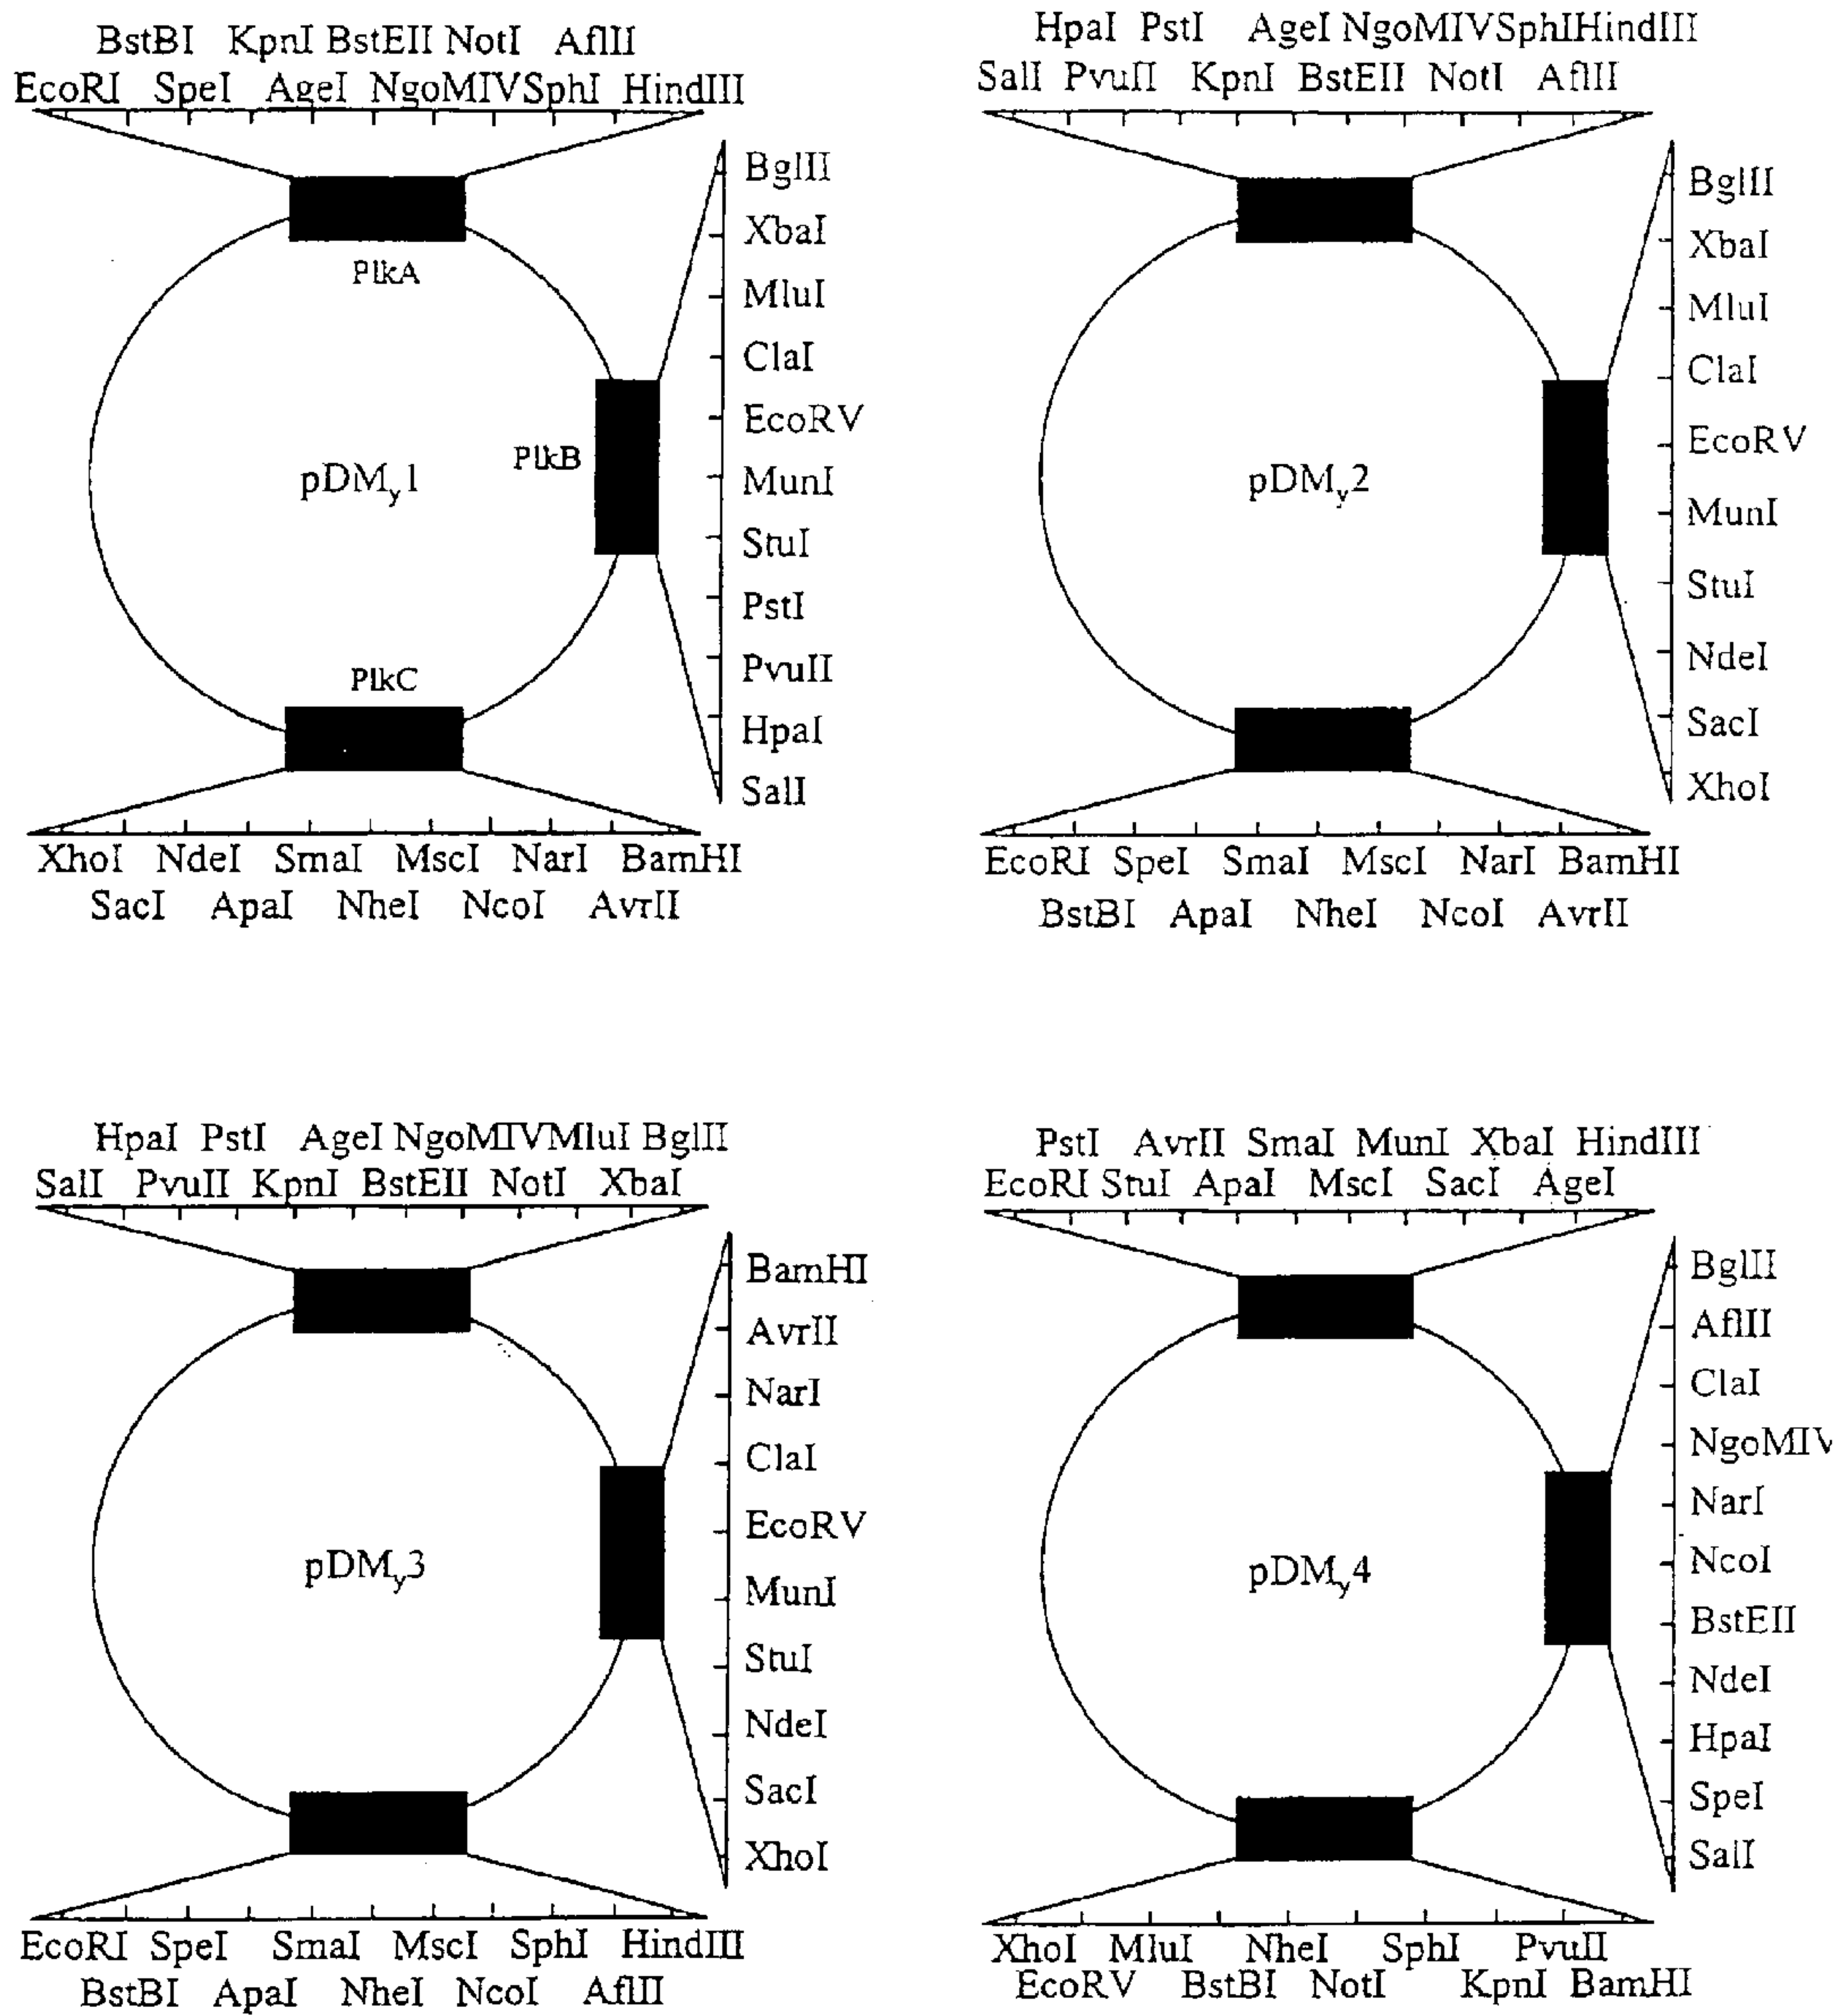 BstBI KpnI BstEII NotI AflII
EcoRI SpeI AgeI NgoMIV SphI HindIII
BglII
XbaI
MluI
ClaI
EcoRV
MunI
StuI
PstI
PvuII
HpaI
SalI
PlkA
PlkB
pDMy1
PlkC
XhoI NdeI SmaI MscI NarI BamHI
SacI ApaI NheI NcoI AvrII
HpaI PstI AgeI NgoMIV SphI HindIII
SalI PvuII KpnI BstEII NotI AflII
BglII
XbaI
MluI
ClaI
EcoRV
MunI
StuI
NdeI
SacI
XhoI
pDMy2
EcoRI SpeI SmaI MscI NarI BamHI
BstBI ApaI NheI NcoI AvrII
HpaI PstI AgeI NgoMIV MluI BglII
SalI PvuII KpnI BstEII NotI XbaI
BamHI
AvrII
NarI
ClaI
EcoRV
MunI
StuI
NdeI
SacI
XhoI
pDMy3
EcoRI SpeI SmaI MscI SphI HindIII
BstBI ApaI NheI NcoI AflII
PstI AvrII SmaI MunI XbaI HindIII
EcoRI StuI ApaI MscI SacI AgeI
BglII
AflII
ClaI
NgoMIV
NarI
NcoI
BstEII
NdeI
HpaI
SpeI
SalI
pDMy4
XhoI MluI NheI SphI PvuII
EcoRV BstBI NotI KpnI BamHI